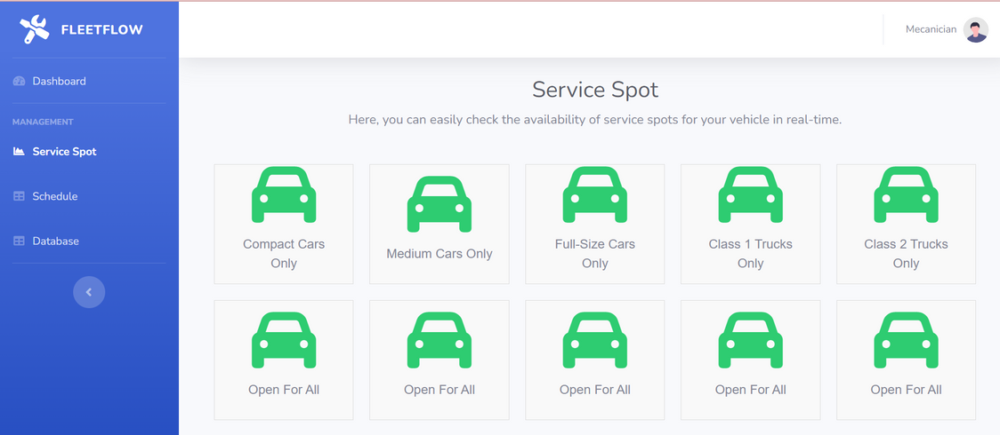 FLEETFLOW
Mecanician
Dashboard
MANAGEMENT
Service Spot
Schedule
Database
Service Spot
Here, you can easily check the availability of service spots for your vehicle in real-time.
Compact Cars
Only
Medium Cars Only
Full-Size Cars
Only
Class 1 Trucks
Only
Class 2 Trucks
Only
Open For All
Open For All
Open For All
Open For All
Open For All